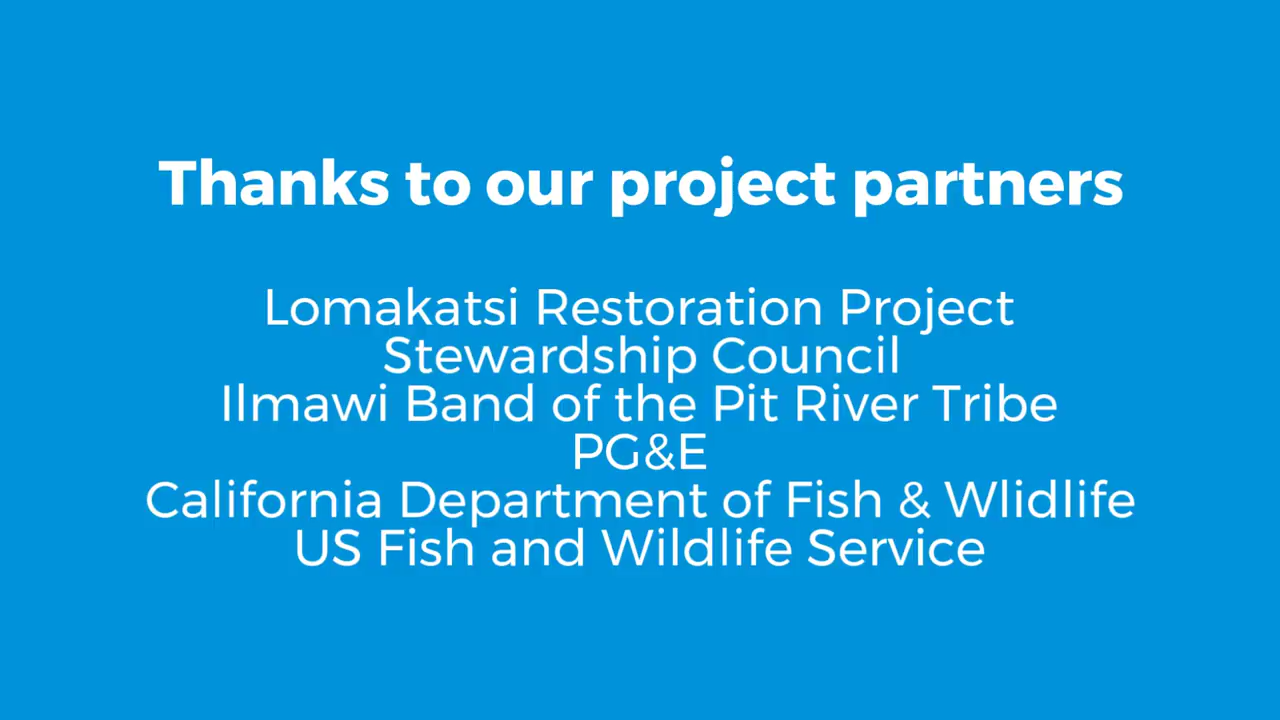 Thanks to our project partners
Lomakatsi Restoration Project
Stewardship Council
Ilmawi Band of the Pit River Tribe
PG&E
California Department of Fish & Wlidlife
US Fish and Wildlife Service